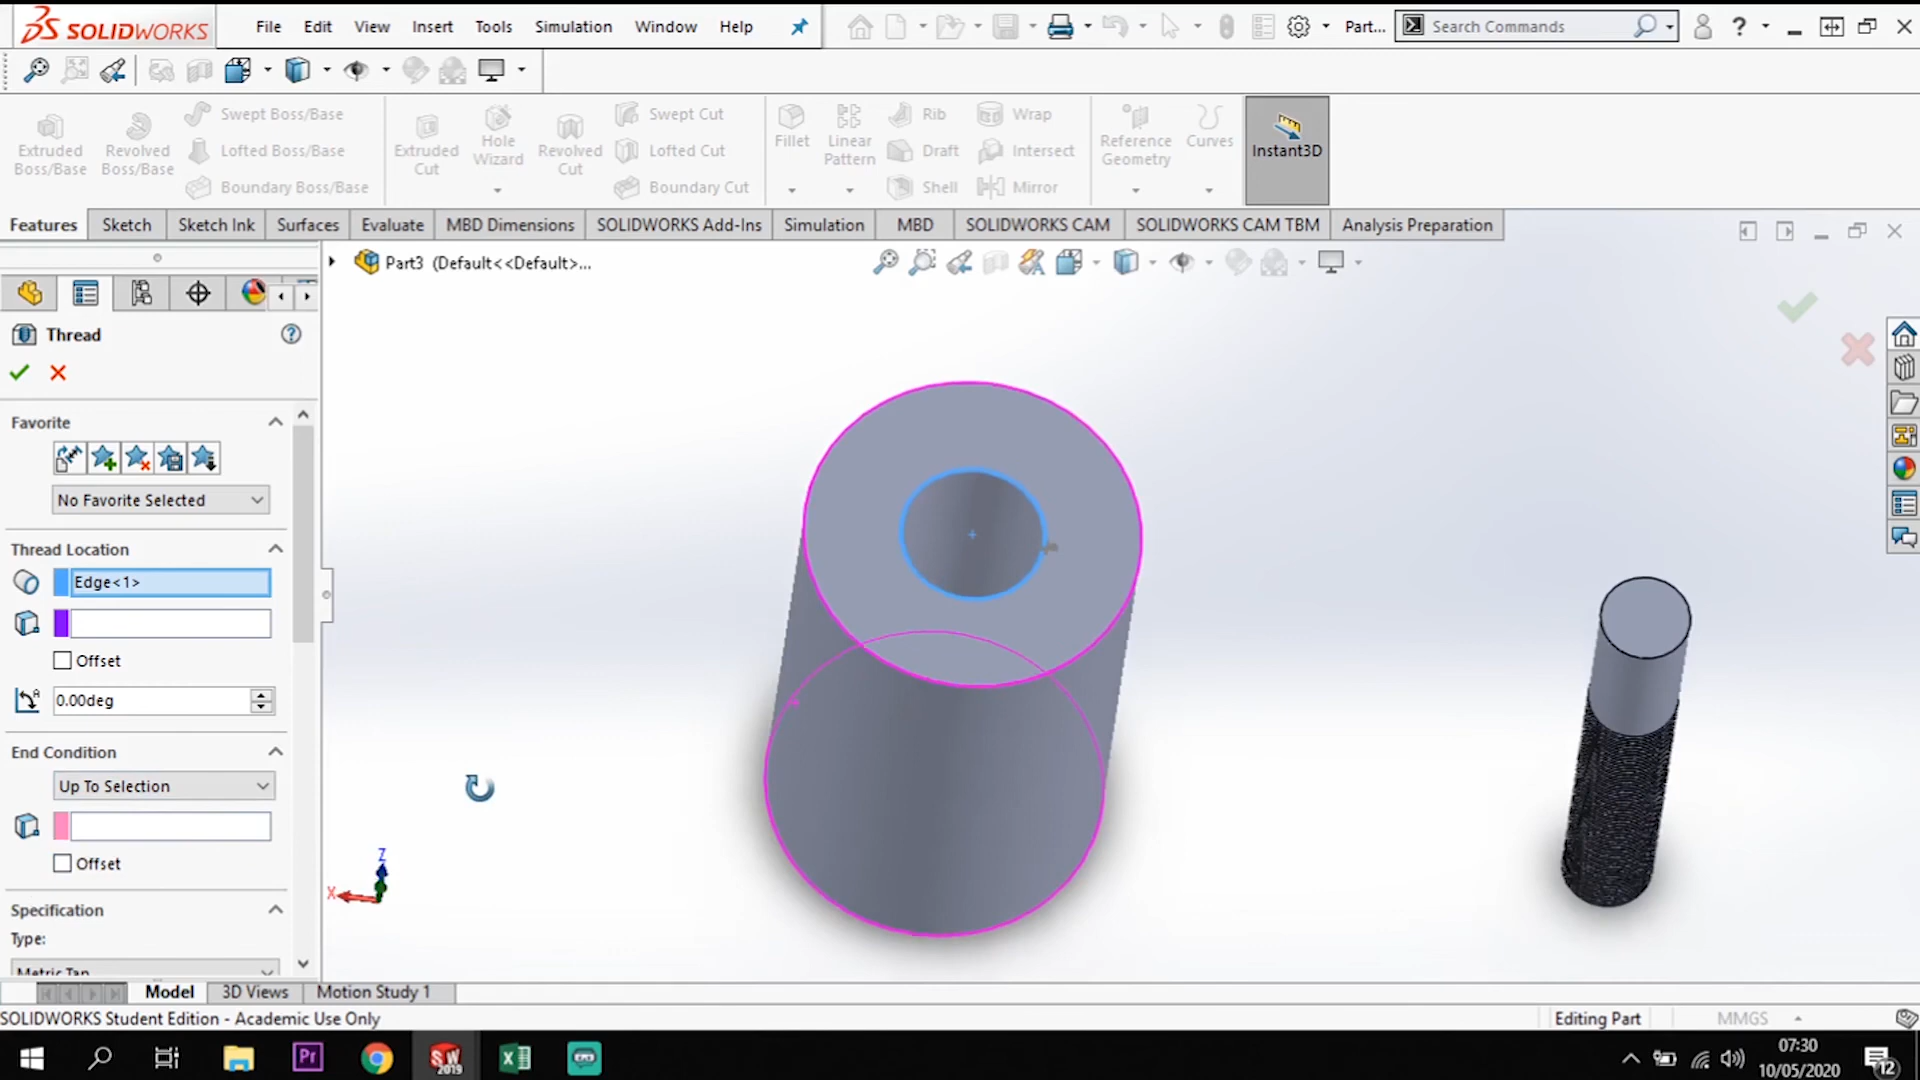 SOLIDWORKS File Edit View Insert Tools Simulation Window Help Part... Search Commands ?
Extruded Boss/Base
Revolved Boss/Base
Swept Boss/Base
Lofted Boss/Base
Boundary Boss/Base
Extruded Cut
Hole Wizard
Revolved Cut
Swept Cut
Lofted Cut
Boundary Cut
Fillet
Linear Pattern
Rib
Draft
Shell
Wrap
Intersect
Mirror
Reference Geometry
Curves
Instant3D
Features Sketch Sketch Ink Surfaces Evaluate MBD Dimensions SOLIDWORKS Add-Ins Simulation MBD SOLIDWORKS CAM SOLIDWORKS CAM TBM Analysis Preparation
Part3 (Default<<Default>...
Thread
Favorite
No Favorite Selected
Thread Location
Edge<1>
Offset
0.00deg
End Condition
Up To Selection
Offset
Specification
Type:
Metric Tap
Z
X
Model 3D Views Motion Study 1
SOLIDWORKS Student Edition - Academic Use Only
Editing Part MMGS
Pr
SW
2019
07:30
10/05/2020
12